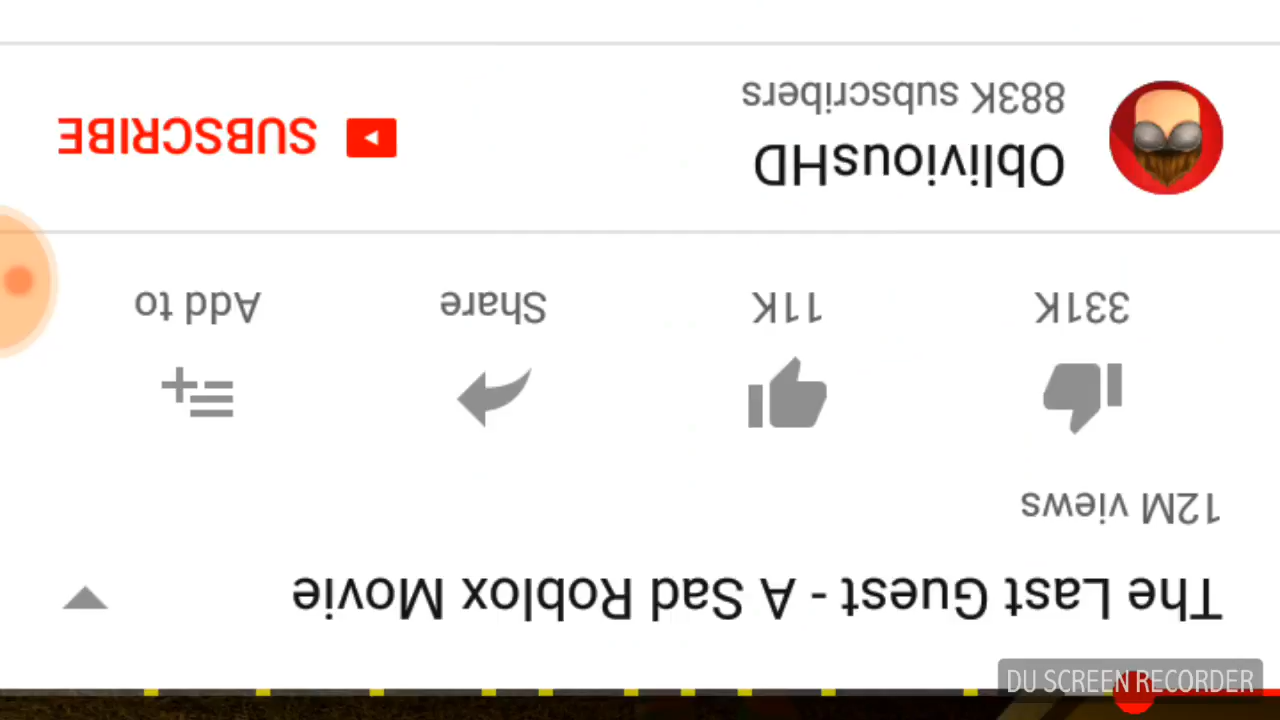 The Last Guest - A Sad Roblox Movie
12M views
331K 11K Share Add to
ObliviousHD
883K subscribers
SUBSCRIBE
DU SCREEN RECORDER